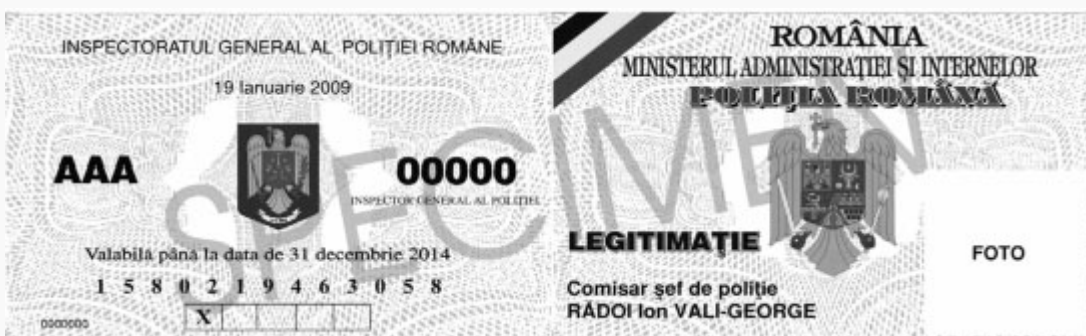 INSPECTORATUL GENERAL AL POLIȚIEI ROMÂNE
19 Ianuarie 2009
AAA
00000
INSPECTOR GENERAL AL POLIȚIEI
Valabilă până la data de 31 decembrie 2014
1 5 8 0 2 1 9 4 6 3 0 5 8
X
0000000
ROMÂNIA
MINISTERUL ADMINISTRAȚIEI ȘI INTERNELOR
POLIȚIA ROMÂNĂ
LEGITIMAȚIE
FOTO
Comisar șef de poliție
RĂDOI Ion VALI-GEORGE
SPECIMEN